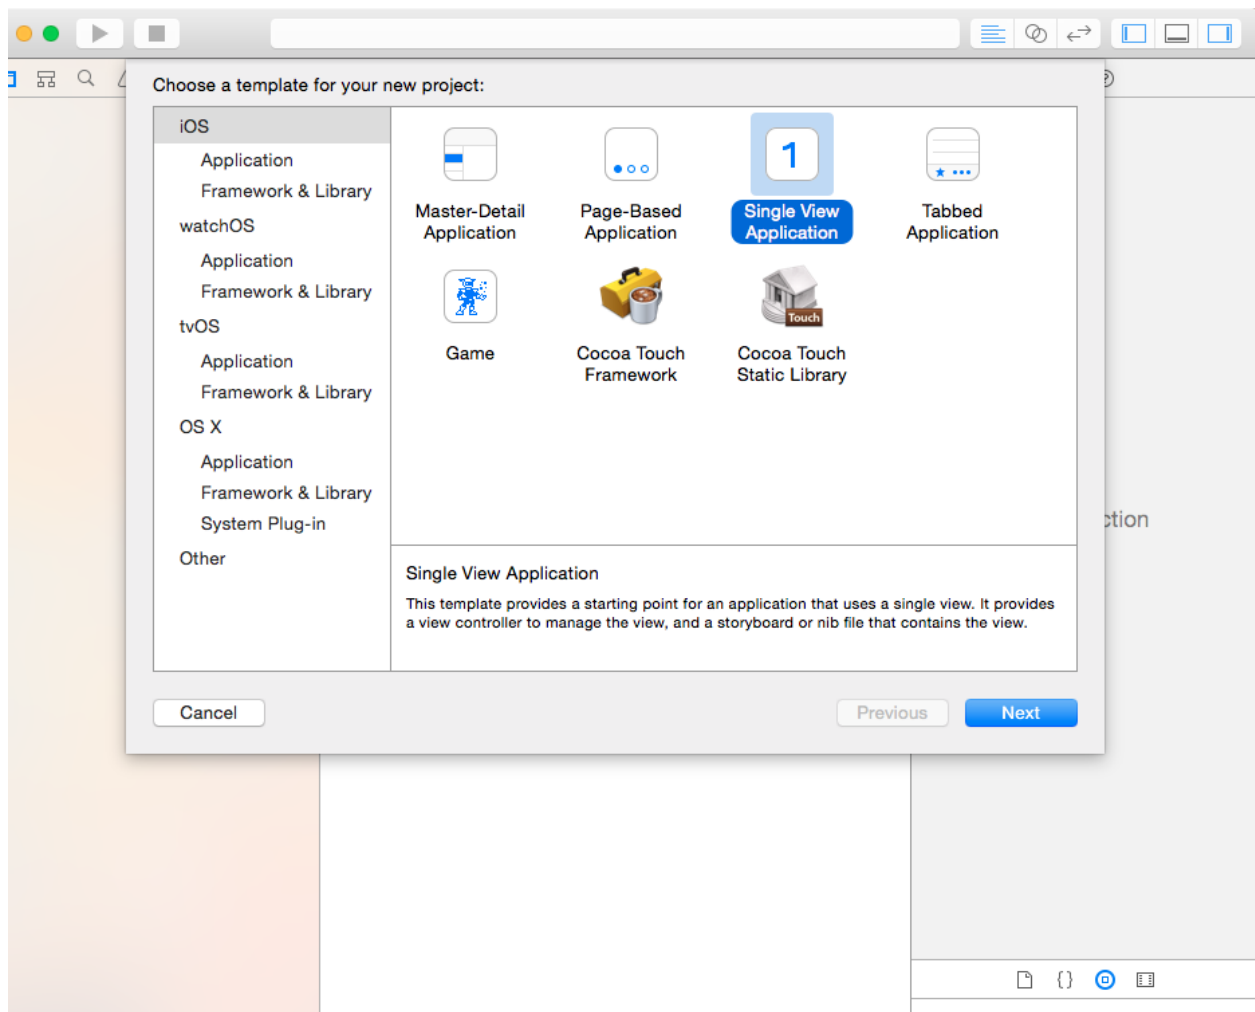 Choose a template for your new project:
iOS
Application
Framework & Library
watchOS
Application
Framework & Library
tvOS
Application
Framework & Library
OS X
Application
Framework & Library
System Plug-in
Other
Master-Detail
Application
Page-Based
Application
1
Single View
Application
Tabbed
Application
Game
Cocoa Touch
Framework
Touch
Cocoa Touch
Static Library
Single View Application
This template provides a starting point for an application that uses a single view. It provides
a view controller to manage the view, and a storyboard or nib file that contains the view.
Cancel
Previous
Next
ction
{ }